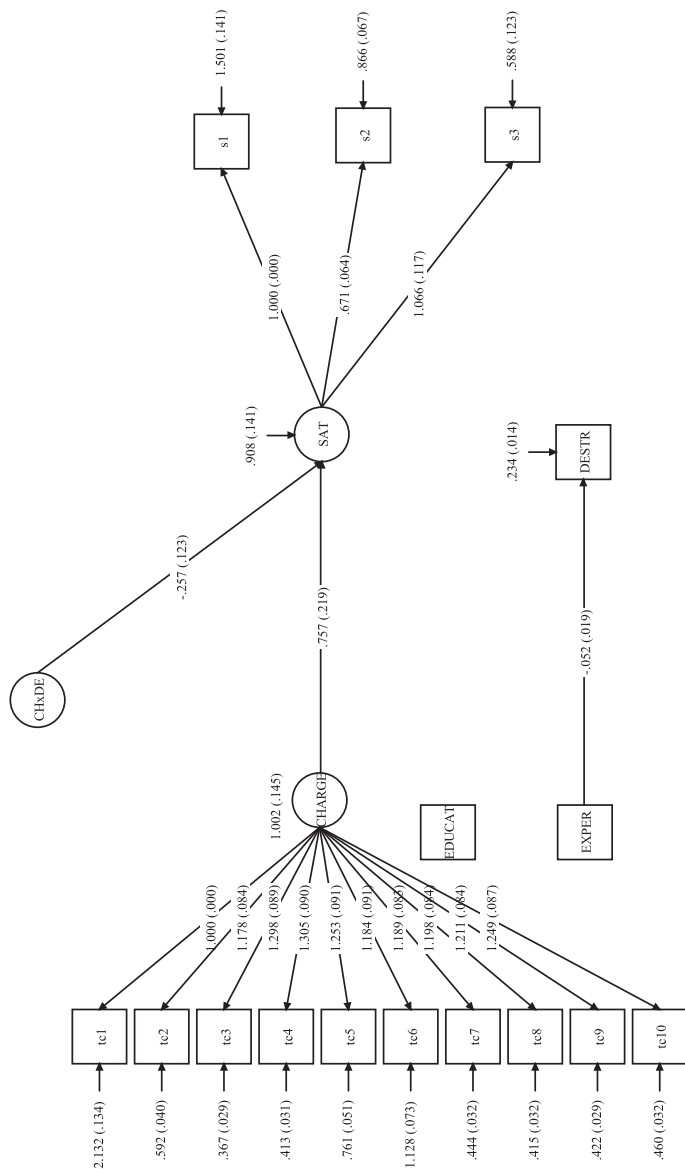 2.132 (.134)
.592 (.040)
.367 (.029)
.413 (.031)
.761 (.051)
1.128 (.073)
.444 (.032)
.415 (.032)
.422 (.029)
.460 (.032)
tc1
tc2
tc3
tc4
tc5
tc6
tc7
tc8
tc9
tc10
1.000 (.000)
1.178 (.084)
1.298 (.089)
1.305 (.090)
1.253 (.091)
1.184 (.091)
1.189 (.085)
1.198 (.084)
1.211 (.084)
1.249 (.087)
1.002 (.145)
CHARGE
EDUCAT
EXPER
CHxDE
-.257 (.123)
.757 (.219)
-.052 (.019)
.908 (.141)
SAT
.234 (.014)
DESTR
1.000 (.000)
.671 (.064)
1.066 (.117)
s1
s2
s3
1.501 (.141)
.866 (.067)
.588 (.123)